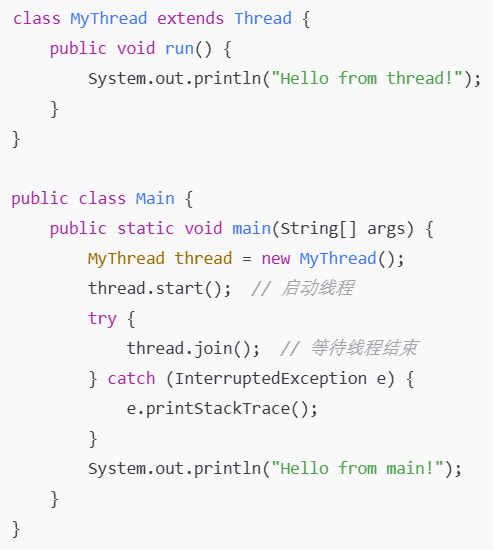 class MyThread extends Thread {
    public void run() {
        System.out.println("Hello from thread!");
    }
}

public class Main {
    public static void main(String[] args) {
        MyThread thread = new MyThread();
        thread.start();  // 启动线程
        try {
            thread.join();  // 等待线程结束
        } catch (InterruptedException e) {
            e.printStackTrace();
        }
        System.out.println("Hello from main!");
    }
}